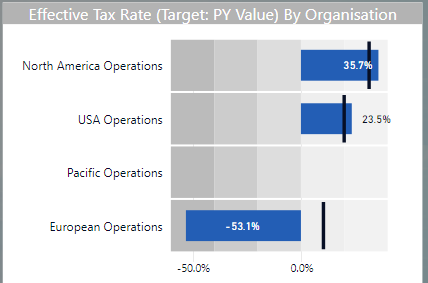 Effective Tax Rate (Target: PY Value) By Organisation
North America Operations
35.7%
USA Operations
23.5%
Pacific Operations
European Operations
-53.1%
-50.0%
0.0%